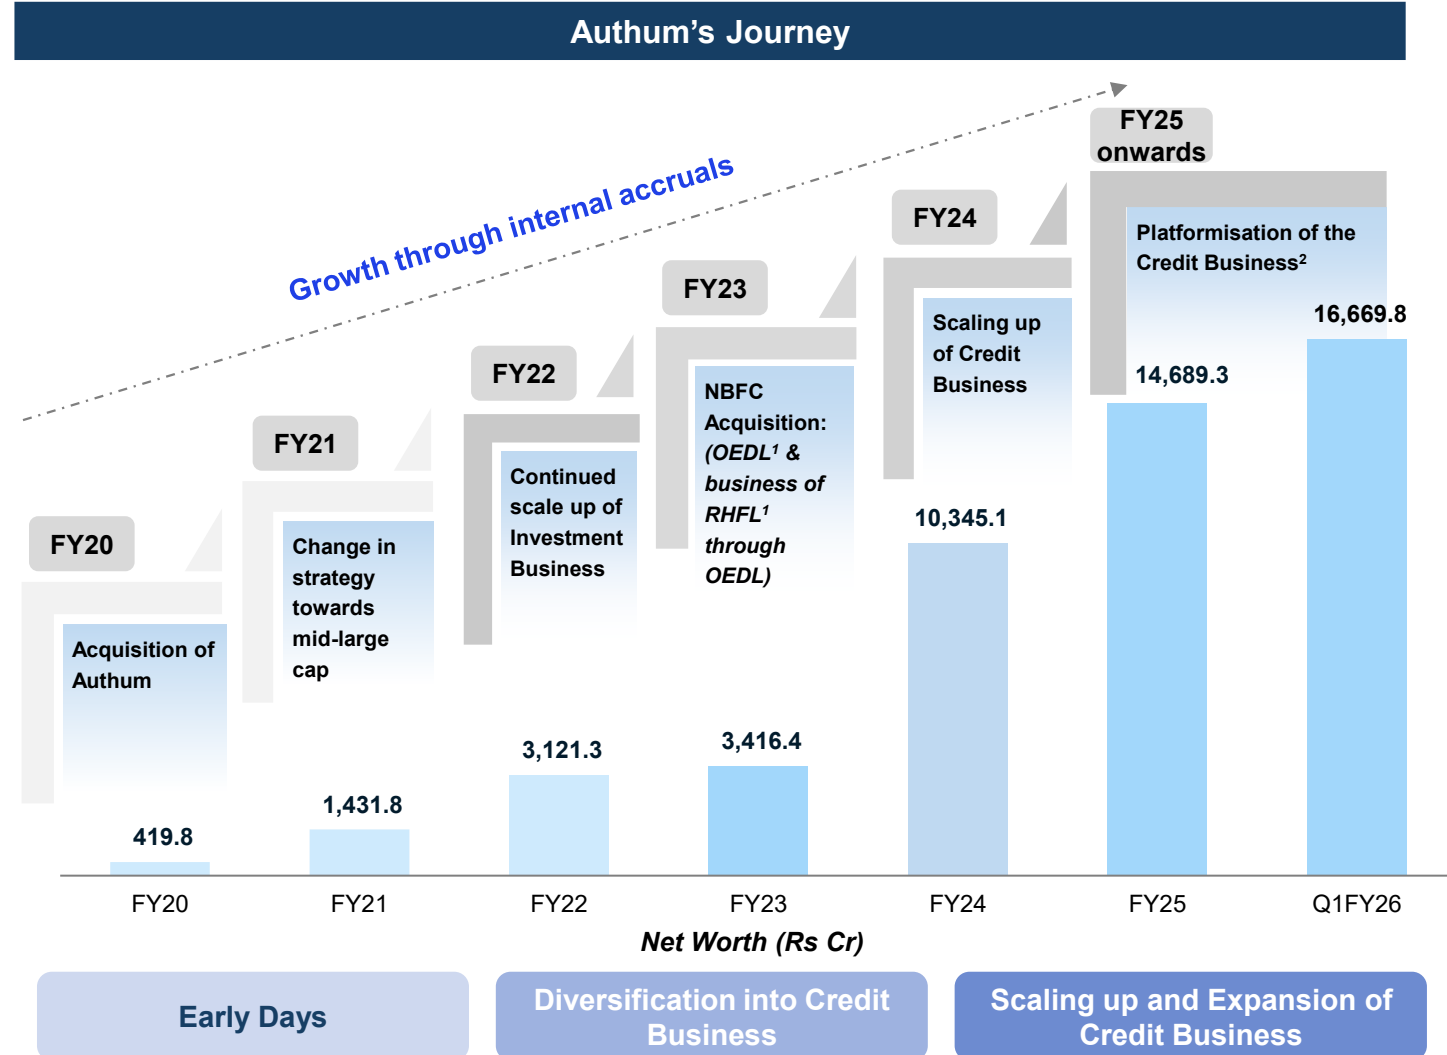 Authum’s Journey
Growth through internal accruals
FY20
Acquisition of
Authum
FY21
Change in
strategy
towards
mid-large
cap
FY22
Continued
scale up of
Investment
Business
FY23
NBFC
Acquisition:
(OEDL¹ &
business of
RHFL¹
through
OEDL)
FY24
Scaling up
of Credit
Business
FY25
onwards
Platformisation of the
Credit Business²
419.8
1,431.8
3,121.3
3,416.4
10,345.1
14,689.3
16,669.8
FY20 FY21 FY22 FY23 FY24 FY25 Q1FY26
Net Worth (Rs Cr)
Early Days
Diversification into Credit
Business
Scaling up and Expansion of
Credit Business